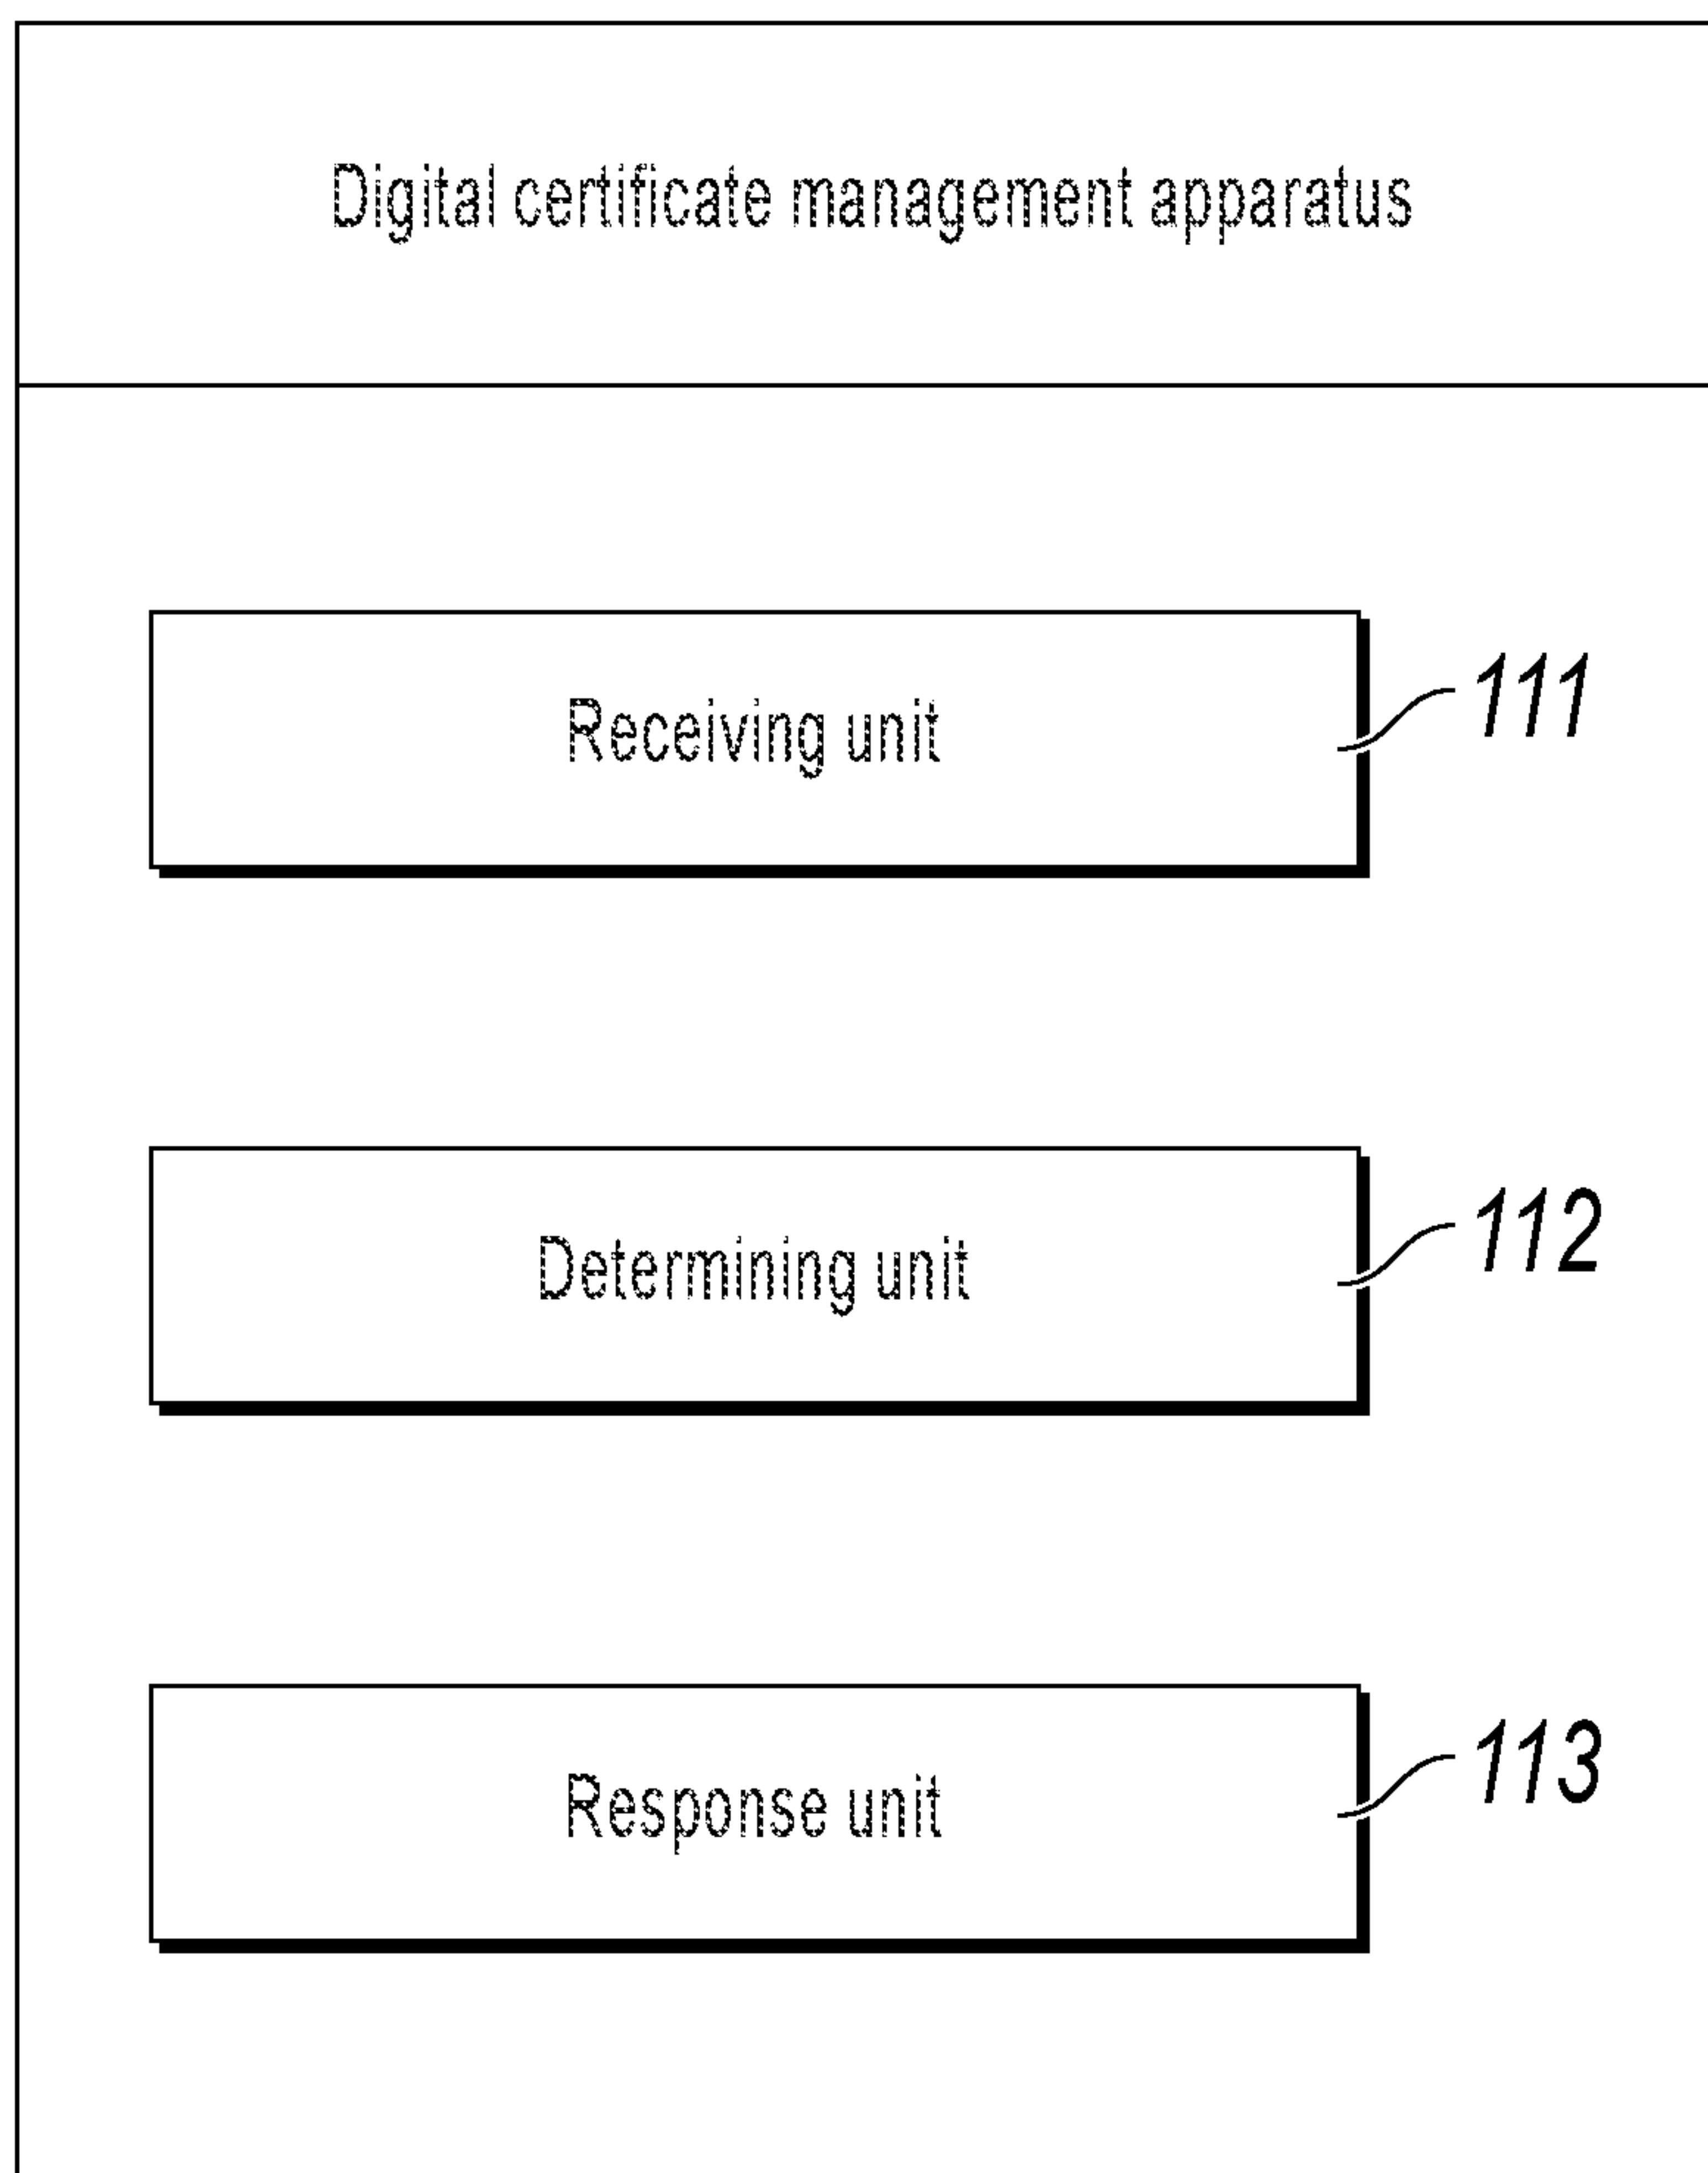 Digital certificate management apparatus
Receiving unit
111
Determining unit
112
Response unit
113